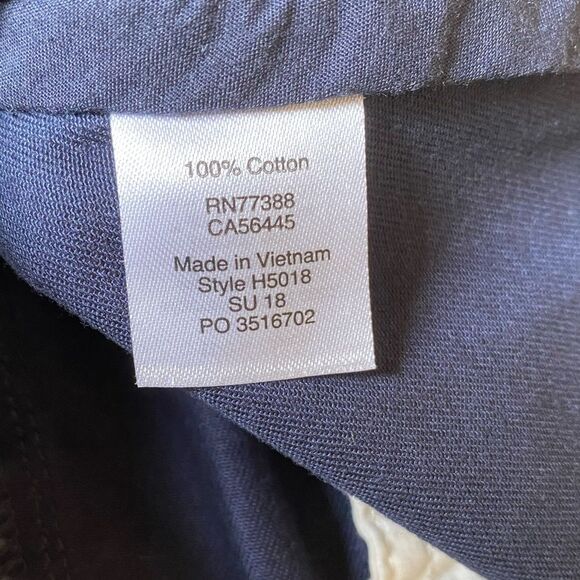 100% Cotton
RN77388
CA56445
Made in Vietnam
Style H5018
SU 18
PO 3516702